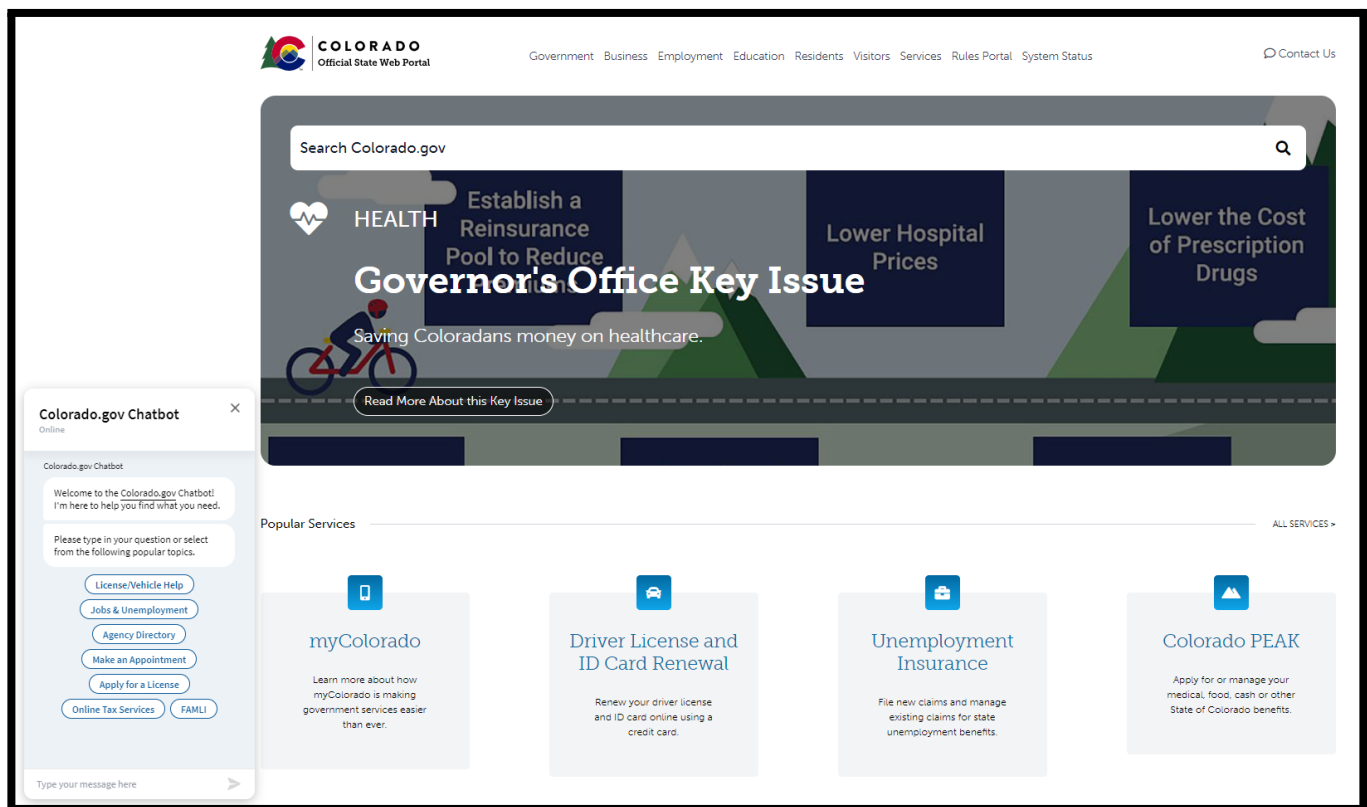 COLORADO
Official State Web Portal
Government Business Employment Education Residents Visitors Services Rules Portal System Status
Contact Us
Search Colorado.gov
HEALTH
Establish a
Reinsurance
Pool to Reduce
Premiums
Lower Hospital
Prices
Lower the Cost
of Prescription
Drugs
Governor's Office Key Issue
Saving Coloradans money on healthcare.
Read More About this Key Issue
Colorado.gov Chatbot
Online
Colorado.gov Chatbot
Welcome to the Colorado.gov Chatbot!
I'm here to help you find what you need.
Please type in your question or select
from the following popular topics.
License/Vehicle Help
Jobs & Unemployment
Agency Directory
Make an Appointment
Apply for a License
Online Tax Services FAMLI
Type your message here
Popular Services
ALL SERVICES >
myColorado
Learn more about how
myColorado is making
government services easier
than ever.
Driver License and
ID Card Renewal
Renew your driver license
and ID card online using a
credit card.
Unemployment
Insurance
File new claims and manage
existing claims for state
unemployment benefits.
Colorado PEAK
Apply for or manage your
medical, food, cash or other
State of Colorado benefits.